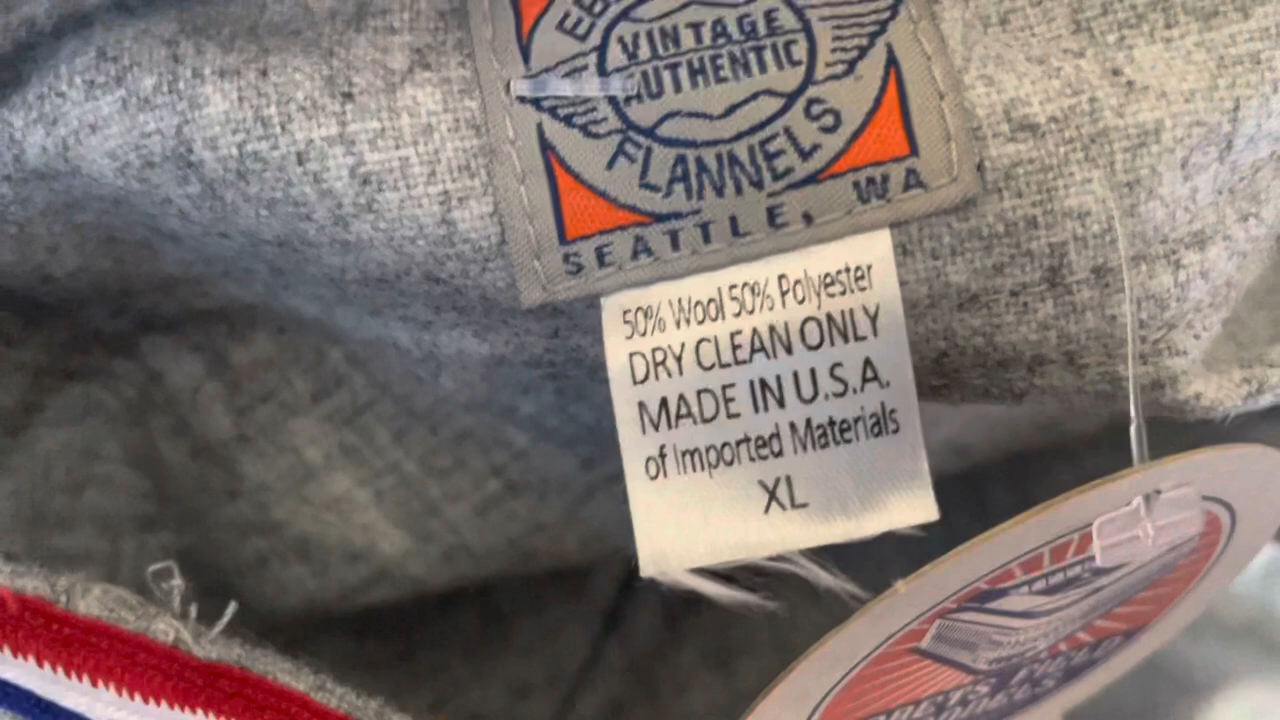 VINTAGE
AUTHENTIC
FLANNELS
SEATTLE, WA
50% Wool 50% Polyester
DRY CLEAN ONLY
MADE IN U.S.A.
of Imported Materials
XL